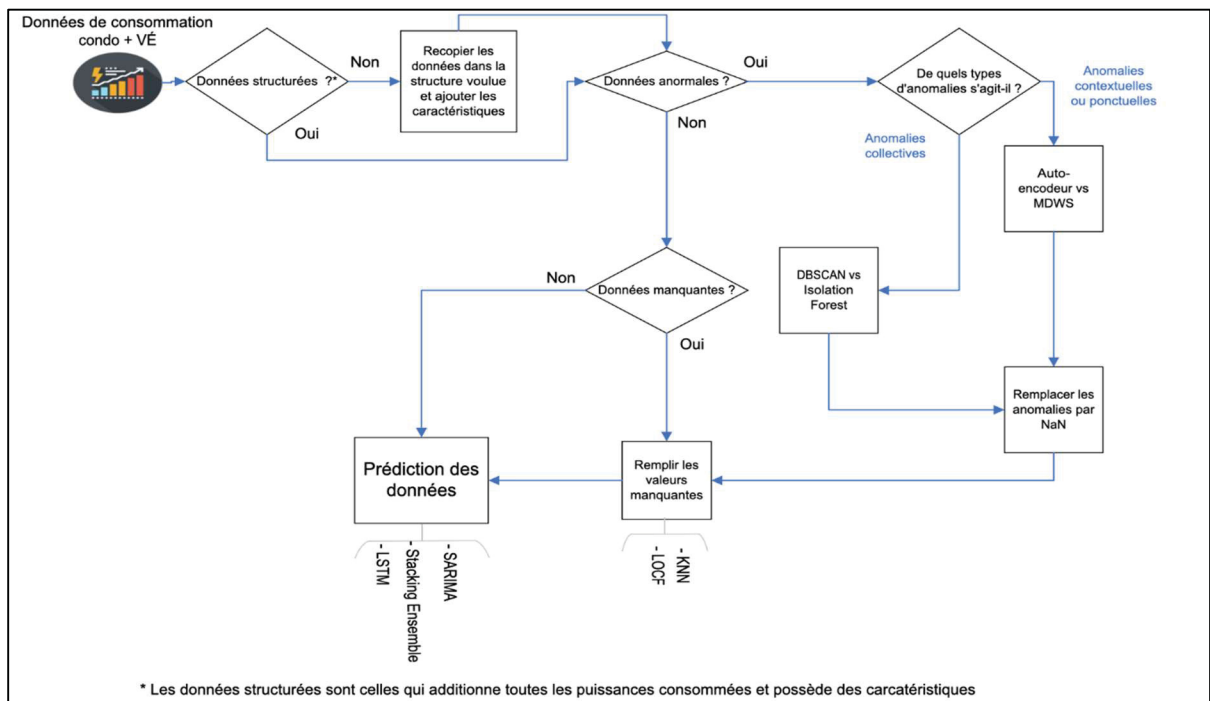 Données de consommation
condo + VÉ
Données structurées ?*
Non
Oui
Recopier les
données dans la
structure voulue
et ajouter les
caractéristiques
Données anormales ?
Oui
Non
De quels types
d'anomalies s'agit-il ?
Anomalies
contextuelles
ou ponctuelles
Anomalies
collectives
Auto-
encodeur vs
MDWS
DBSCAN vs
Isolation
Forest
Données manquantes ?
Non
Oui
Remplacer les
anomalies par
NaN
Prédiction des
données
Remplir les
valeurs
manquantes
- SARIMA
- Stacking Ensemble
- LSTM
- KNN
- LOCF
* Les données structurées sont celles qui additionne toutes les puissances consommées et possède des carcatéristiques